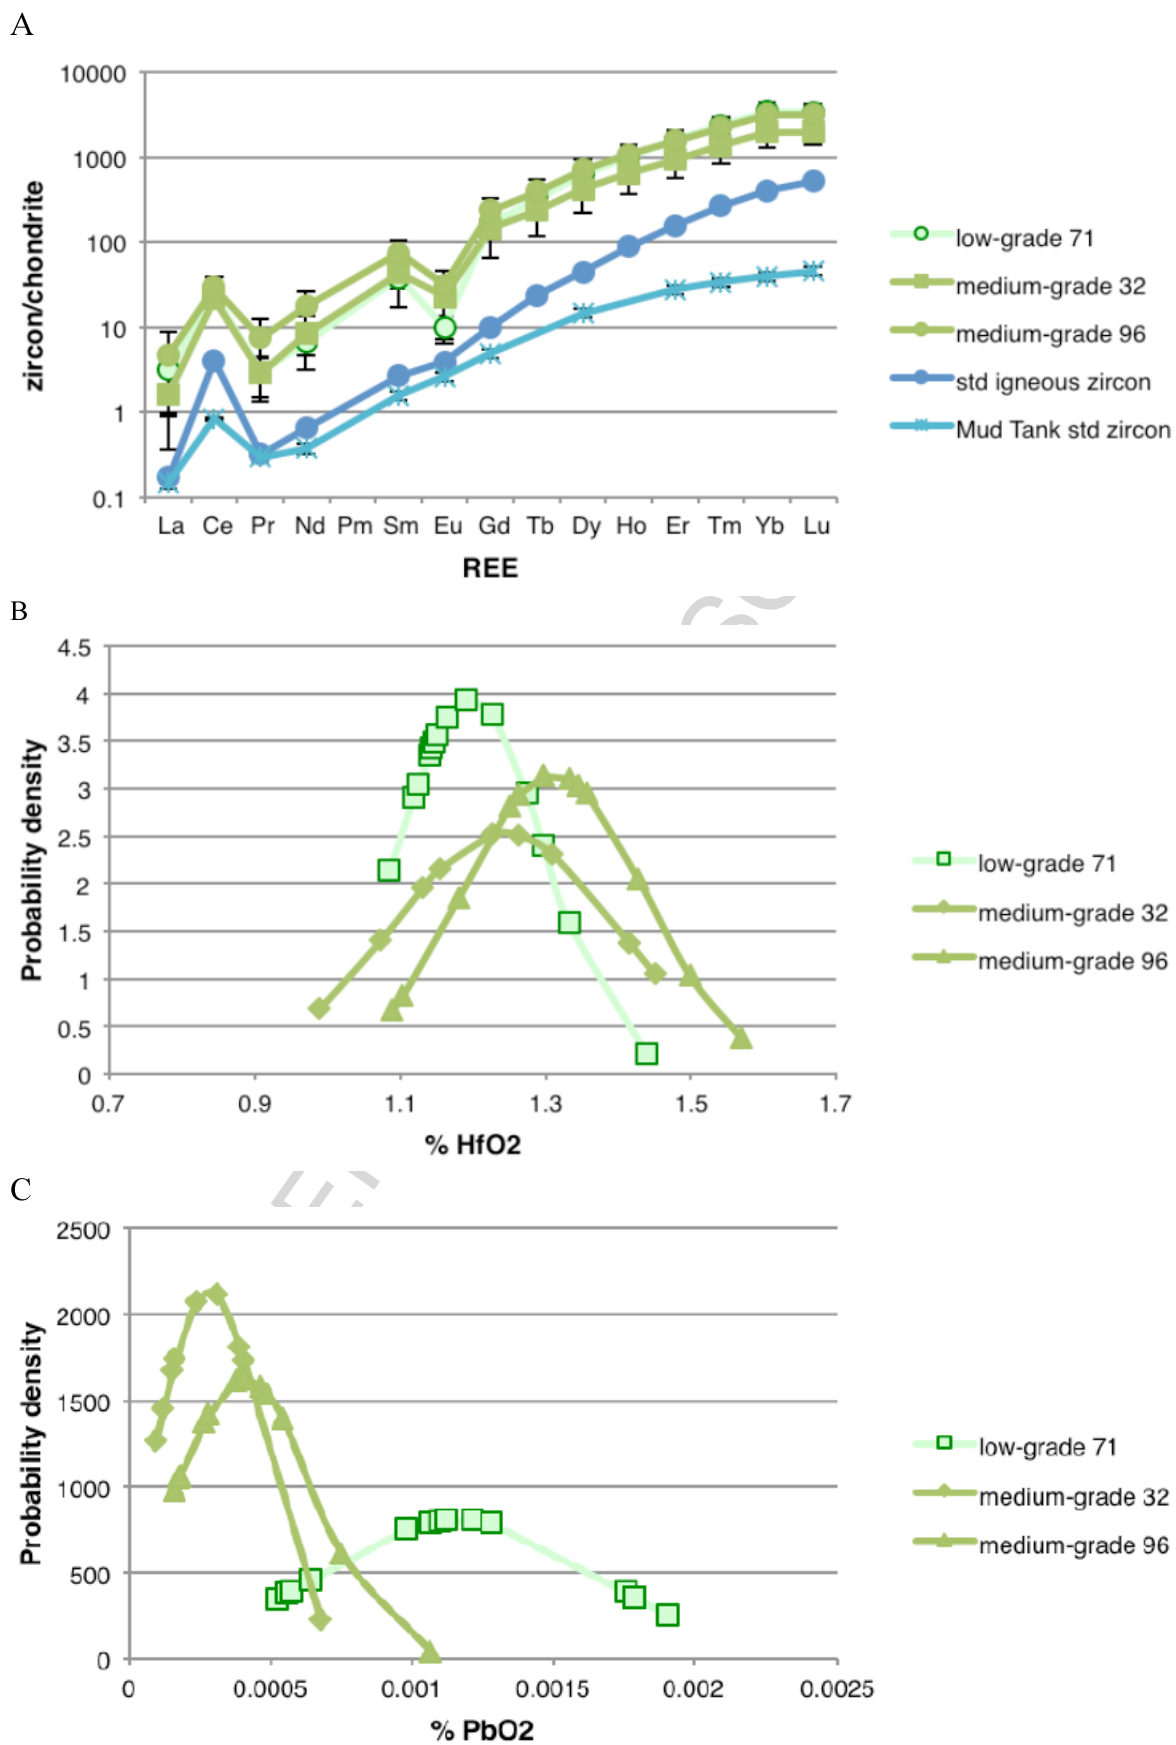 A
10000
1000
100
10
1
0.1
zircon/chondrite
La Ce Pr Nd Pm Sm Eu Gd Tb Dy Ho Er Tm Yb Lu
REE
low-grade 71
medium-grade 32
medium-grade 96
std igneous zircon
Mud Tank std zircon
B
4.5
4
3.5
3
2.5
2
1.5
1
0.5
0
Probability density
0.7 0.9 1.1 1.3 1.5 1.7
% HfO2
low-grade 71
medium-grade 32
medium-grade 96
C
2500
2000
1500
1000
500
0
Probability density
0 0.0005 0.001 0.0015 0.002 0.0025
% PbO2
low-grade 71
medium-grade 32
medium-grade 96